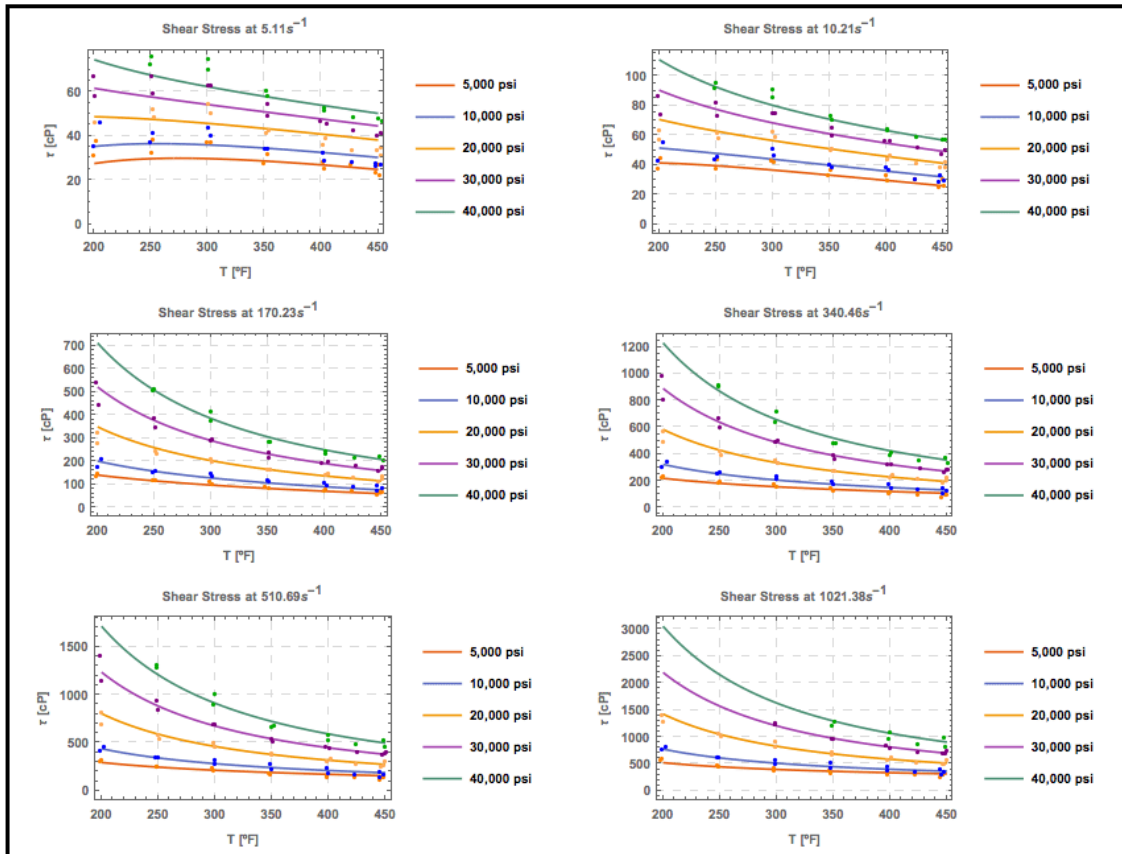 Shear Stress at 5.11s⁻¹
τ [cP]
60
40
20
0
200 250 300 350 400 450
T [°F]
5,000 psi
10,000 psi
20,000 psi
30,000 psi
40,000 psi
Shear Stress at 10.21s⁻¹
τ [cP]
100
80
60
40
20
0
200 250 300 350 400 450
T [°F]
5,000 psi
10,000 psi
20,000 psi
30,000 psi
40,000 psi
Shear Stress at 170.23s⁻¹
τ [cP]
700
600
500
400
300
200
100
0
200 250 300 350 400 450
T [°F]
5,000 psi
10,000 psi
20,000 psi
30,000 psi
40,000 psi
Shear Stress at 340.46s⁻¹
τ [cP]
1200
1000
800
600
400
200
0
200 250 300 350 400 450
T [°F]
5,000 psi
10,000 psi
20,000 psi
30,000 psi
40,000 psi
Shear Stress at 510.69s⁻¹
τ [cP]
1500
1000
500
0
200 250 300 350 400 450
T [°F]
5,000 psi
10,000 psi
20,000 psi
30,000 psi
40,000 psi
Shear Stress at 1021.38s⁻¹
τ [cP]
3000
2500
2000
1500
1000
500
0
200 250 300 350 400 450
T [°F]
5,000 psi
10,000 psi
20,000 psi
30,000 psi
40,000 psi